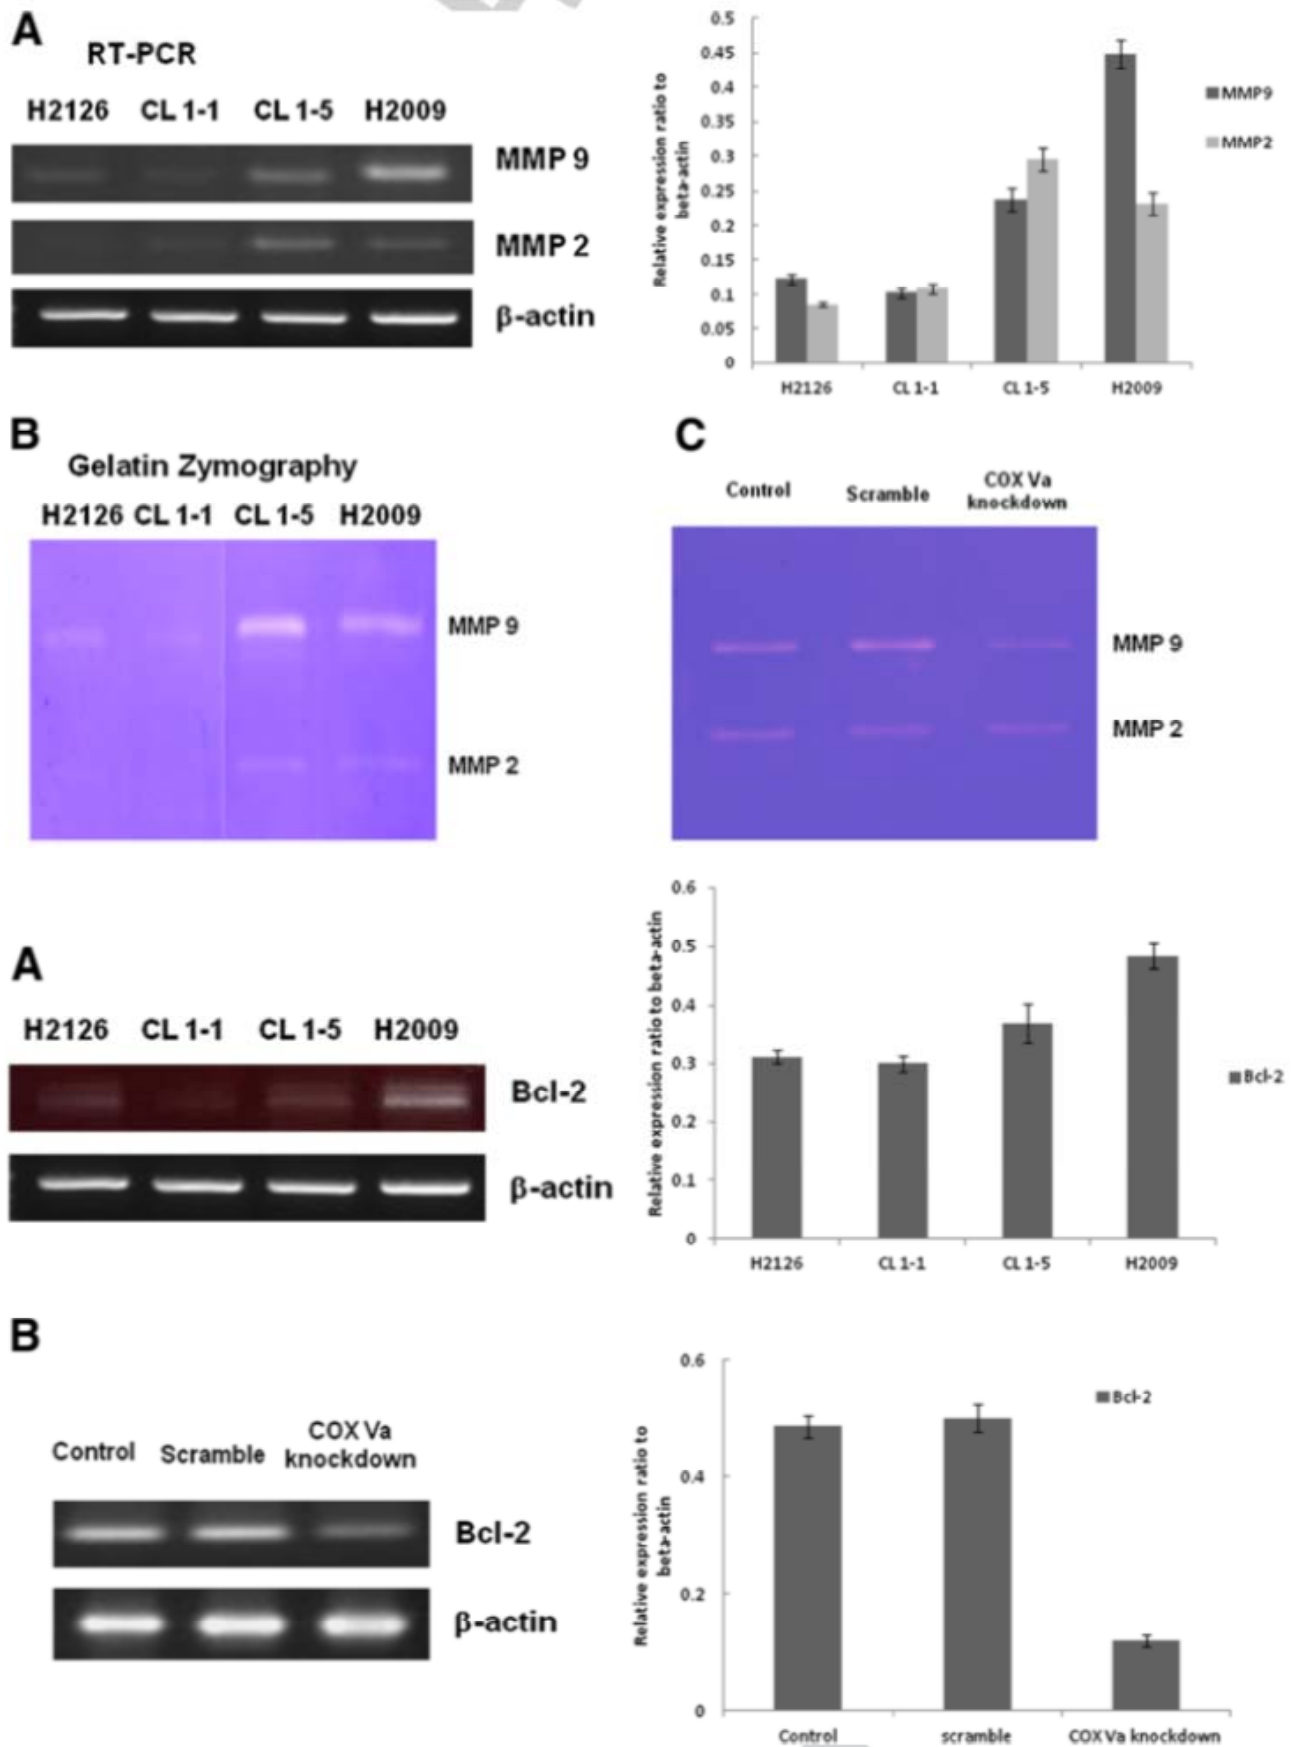 A
RT-PCR
H2126 CL 1-1 CL 1-5 H2009
MMP 9
MMP 2
β-actin
Relative expression ratio to
beta-actin
0.5
0.45
0.4
0.35
0.3
0.25
0.2
0.15
0.1
0.05
0
H2126 CL 1-1 CL 1-5 H2009
MMP9
MMP2
B
Gelatin Zymography
H2126 CL 1-1 CL 1-5 H2009
MMP 9
MMP 2
C
Control Scramble COX Va
knockdown
MMP 9
MMP 2
A
H2126 CL 1-1 CL 1-5 H2009
Bcl-2
β-actin
Relative expression ratio to beta-actin
0.6
0.5
0.4
0.3
0.2
0.1
0
H2126 CL 1-1 CL 1-5 H2009
Bcl-2
B
Control Scramble COX Va
knockdown
Bcl-2
β-actin
Relative expression ratio to
beta-actin
0.6
0.4
0.2
0
Control scramble COX Va knockdown
Bcl-2